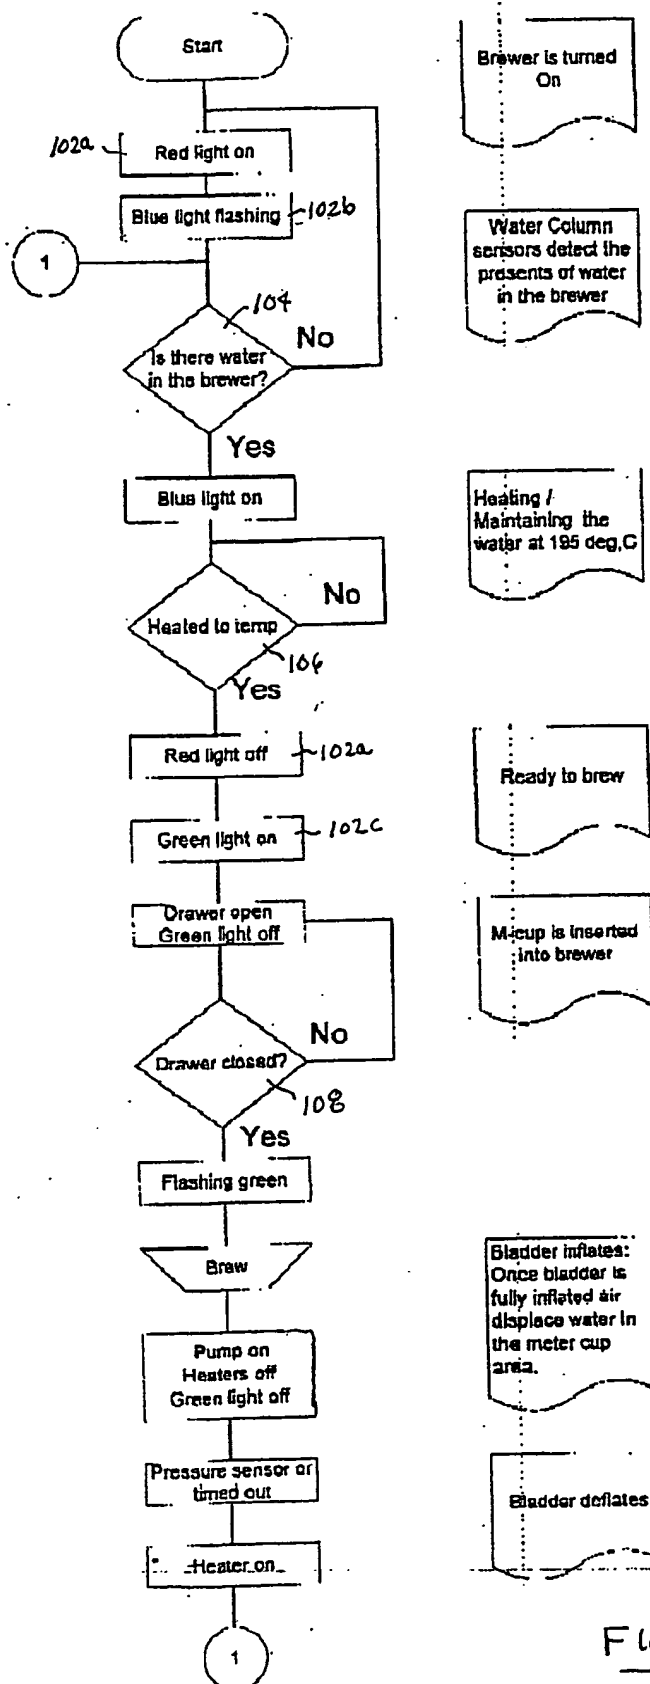 Start
Brewer is turned
On
102a
Red light on
Blue light flashing
102b
1
Water Column
sensors detect the
presents of water
in the brewer
104
No
Is there water
in the brewer?
Yes
Blue light on
Heating /
Maintaining the
water at 195 deg,C
No
Heated to temp
106
Yes
Red light off
102a
Ready to brew
Green light on
102c
Drawer open
Green light off
M-cup is inserted
into brewer
No
Drawer closed?
108
Yes
Flashing green
Brew
Bladder inflates:
Once bladder is
fully inflated air
displace water in
the meter cup
area.
Pump on
Heaters off
Green light off
Pressure sensor or
timed out
Bladder deflates
Heater on
1